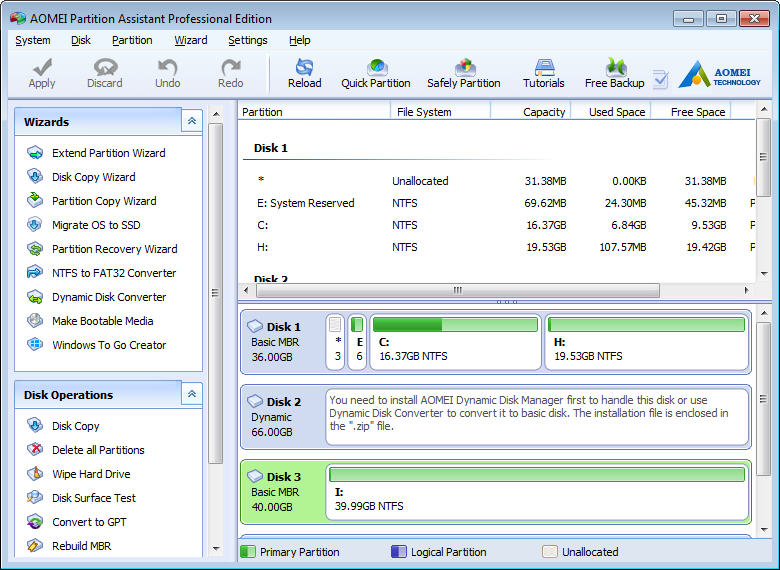 AOMEI Partition Assistant Professional Edition
System Disk Partition Wizard Settings Help
Apply Discard Undo Redo Reload Quick Partition Safely Partition Tutorials Free Backup AOMEI TECHNOLOGY
Wizards
Extend Partition Wizard
Disk Copy Wizard
Partition Copy Wizard
Migrate OS to SSD
Partition Recovery Wizard
NTFS to FAT32 Converter
Dynamic Disk Converter
Make Bootable Media
Windows To Go Creator
Disk Operations
Disk Copy
Delete all Partitions
Wipe Hard Drive
Disk Surface Test
Convert to GPT
Rebuild MBR
Partition File System Capacity Used Space Free Space
Disk 1
* Unallocated 31.38MB 0.00KB 31.38MB P
E: System Reserved NTFS 69.62MB 24.30MB 45.32MB P
C: NTFS 16.37GB 6.84GB 9.53GB P
H: NTFS 19.53GB 107.57MB 19.42GB P
Disk 2
Disk 1
Basic MBR
36.00GB
*
3
E
6
C:
16.37GB NTFS
H:
19.53GB NTFS
Disk 2
Dynamic
66.00GB
You need to install AOMEI Dynamic Disk Manager first to handle this disk or use
Dynamic Disk Converter to convert it to basic disk. The installation file is enclosed in
the ".zip" file.
Disk 3
Basic MBR
40.00GB
I:
39.99GB NTFS
Primary Partition Logical Partition Unallocated